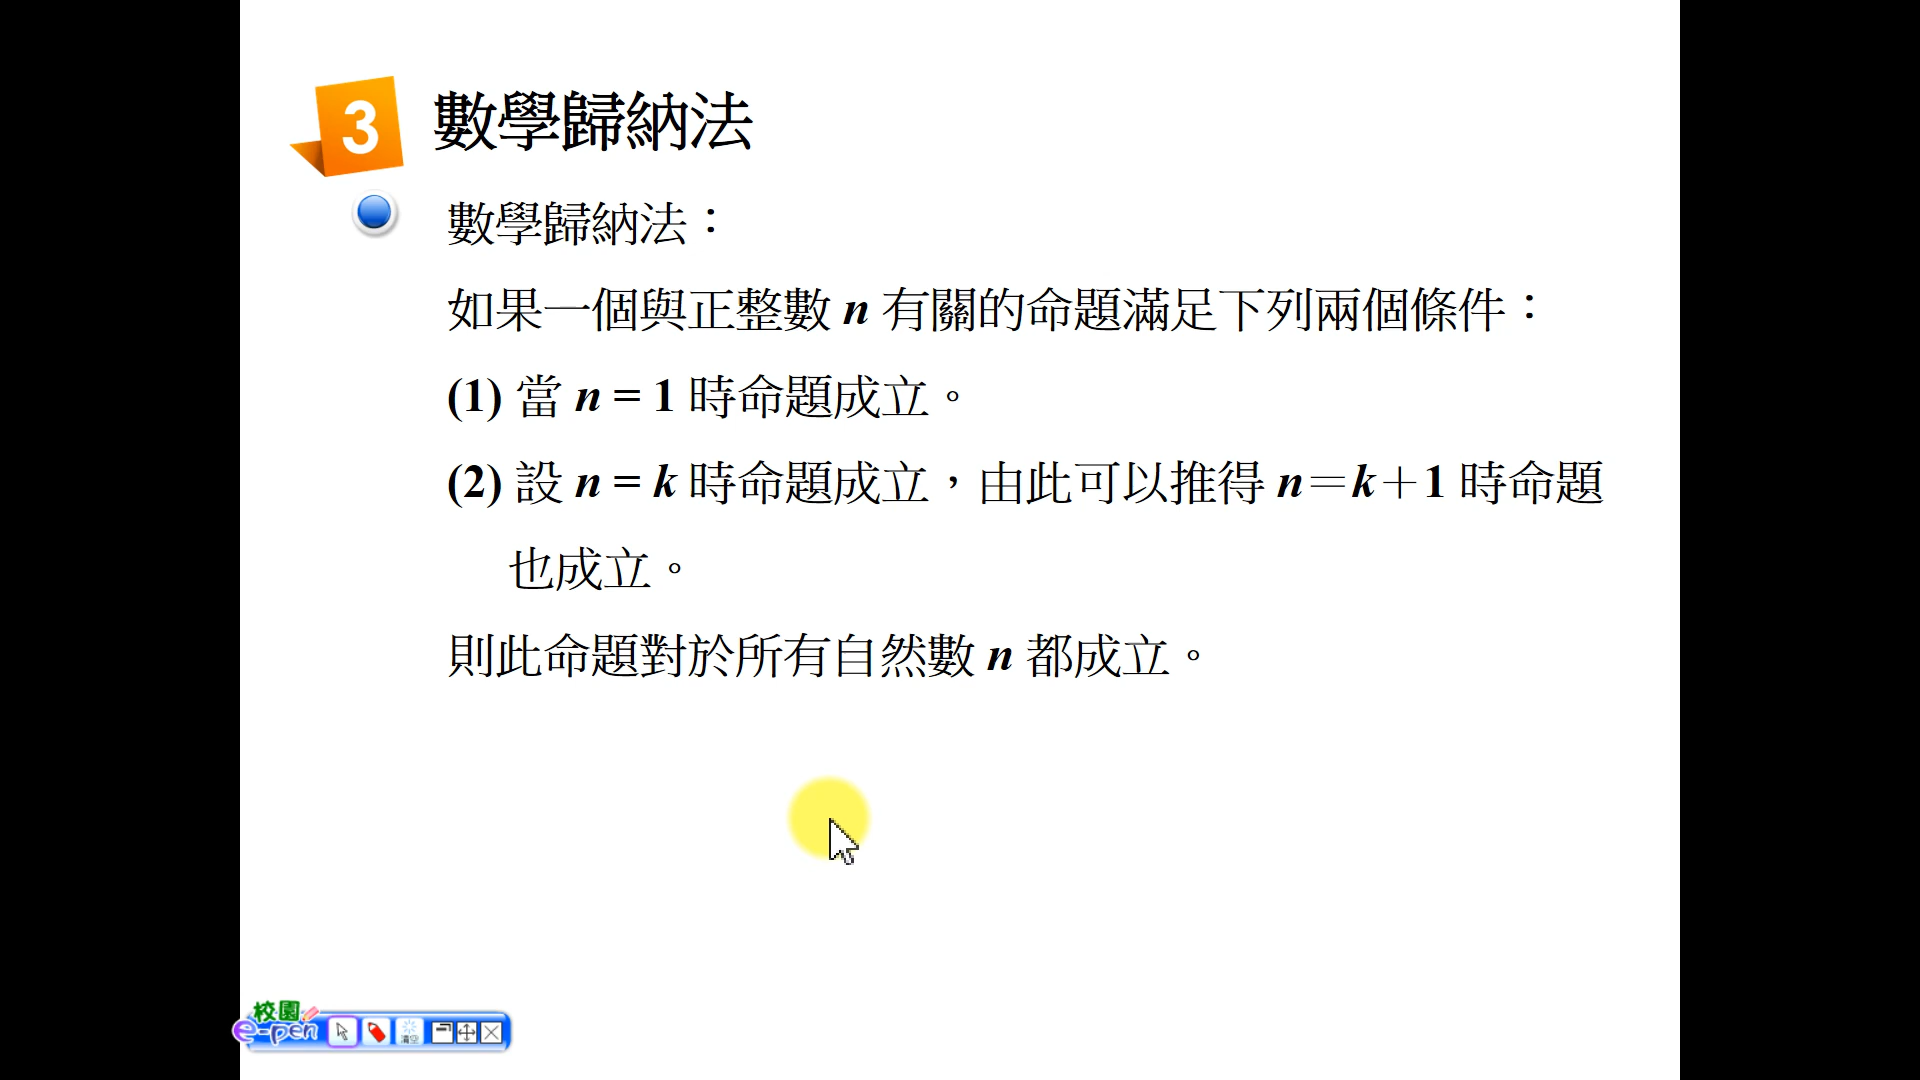 3 數學歸納法
數學歸納法：
如果一個與正整數 n 有關的命題滿足下列兩個條件：
(1) 當 n = 1 時命題成立。
(2) 設 n = k 時命題成立，由此可以推得 n＝k＋1 時命題
也成立。
則此命題對於所有自然數 n 都成立。
校園
e-pen
清空